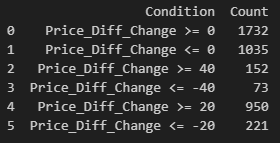 Condition Count
0 Price_Diff_Change >= 0 1732
1 Price_Diff_Change <= 0 1035
2 Price_Diff_Change >= 40 152
3 Price_Diff_Change <= -40 73
4 Price_Diff_Change >= 20 950
5 Price_Diff_Change <= -20 221